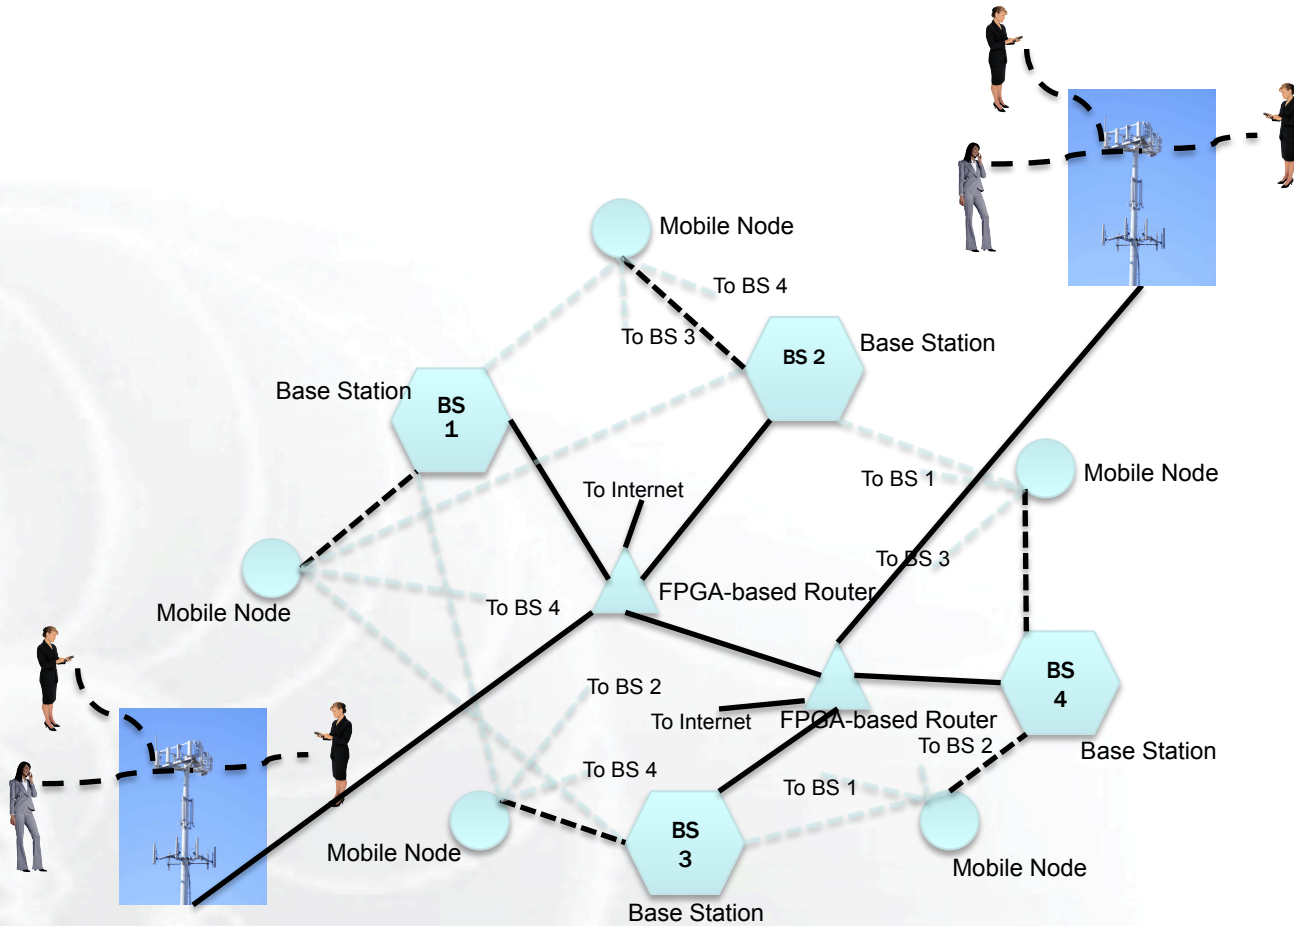 Mobile Node
To BS 4
To BS 3
BS 2
Base Station
Base Station
BS
1
To BS 1
Mobile Node
To Internet
To BS 3
FPGA-based Router
To BS 4
Mobile Node
BS
4
To BS 2
To Internet
FPGA-based Router
To BS 2
Base Station
To BS 4
To BS 1
BS
3
Mobile Node
Mobile Node
Base Station